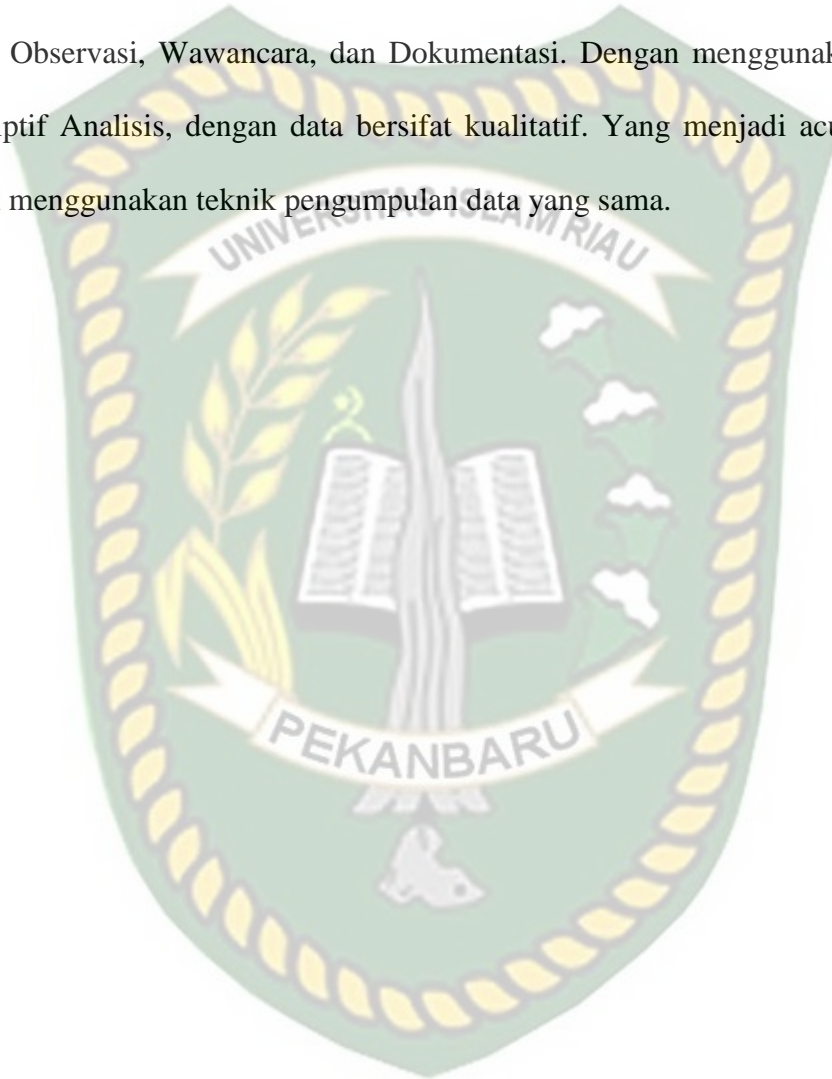 Observasi, Wawancara, dan Dokumentasi. Dengan menggunak
ptif Analisis, dengan data bersifat kualitatif. Yang menjadi acu
menggunakan teknik pengumpulan data yang sama.
UNIVERSITAS ISLAM RIAU
PEKANBARU